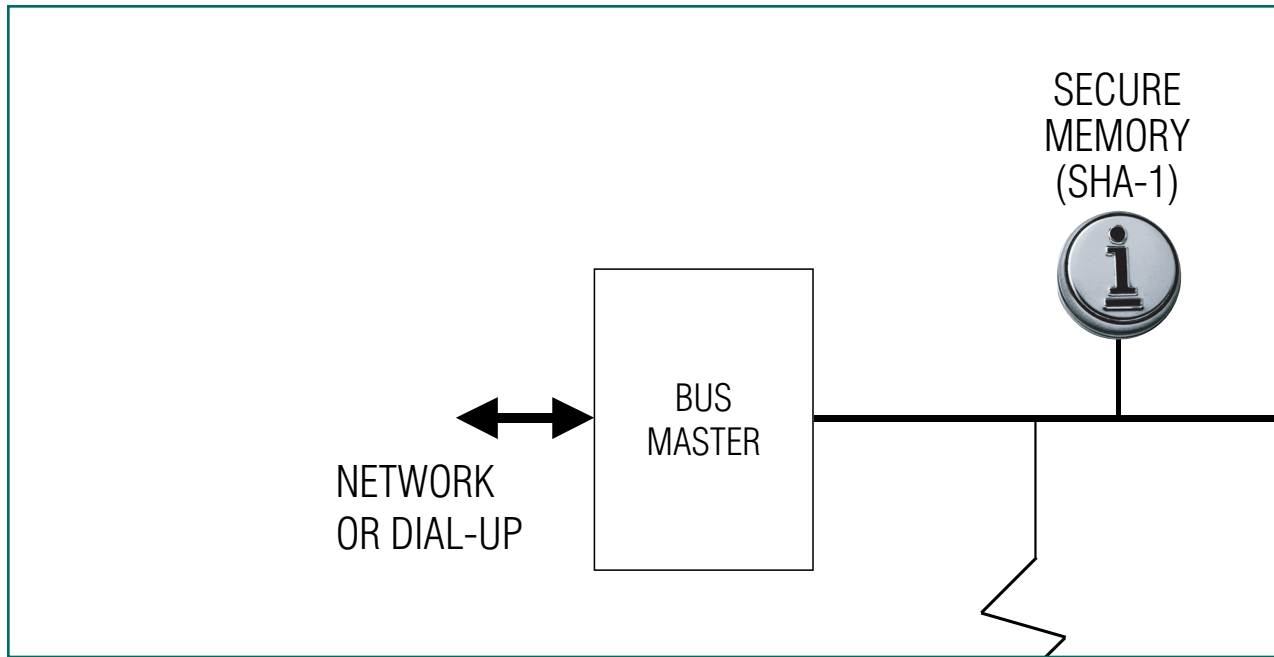 SECURE
MEMORY
(SHA-1)
BUS
MASTER
NETWORK
OR DIAL-UP